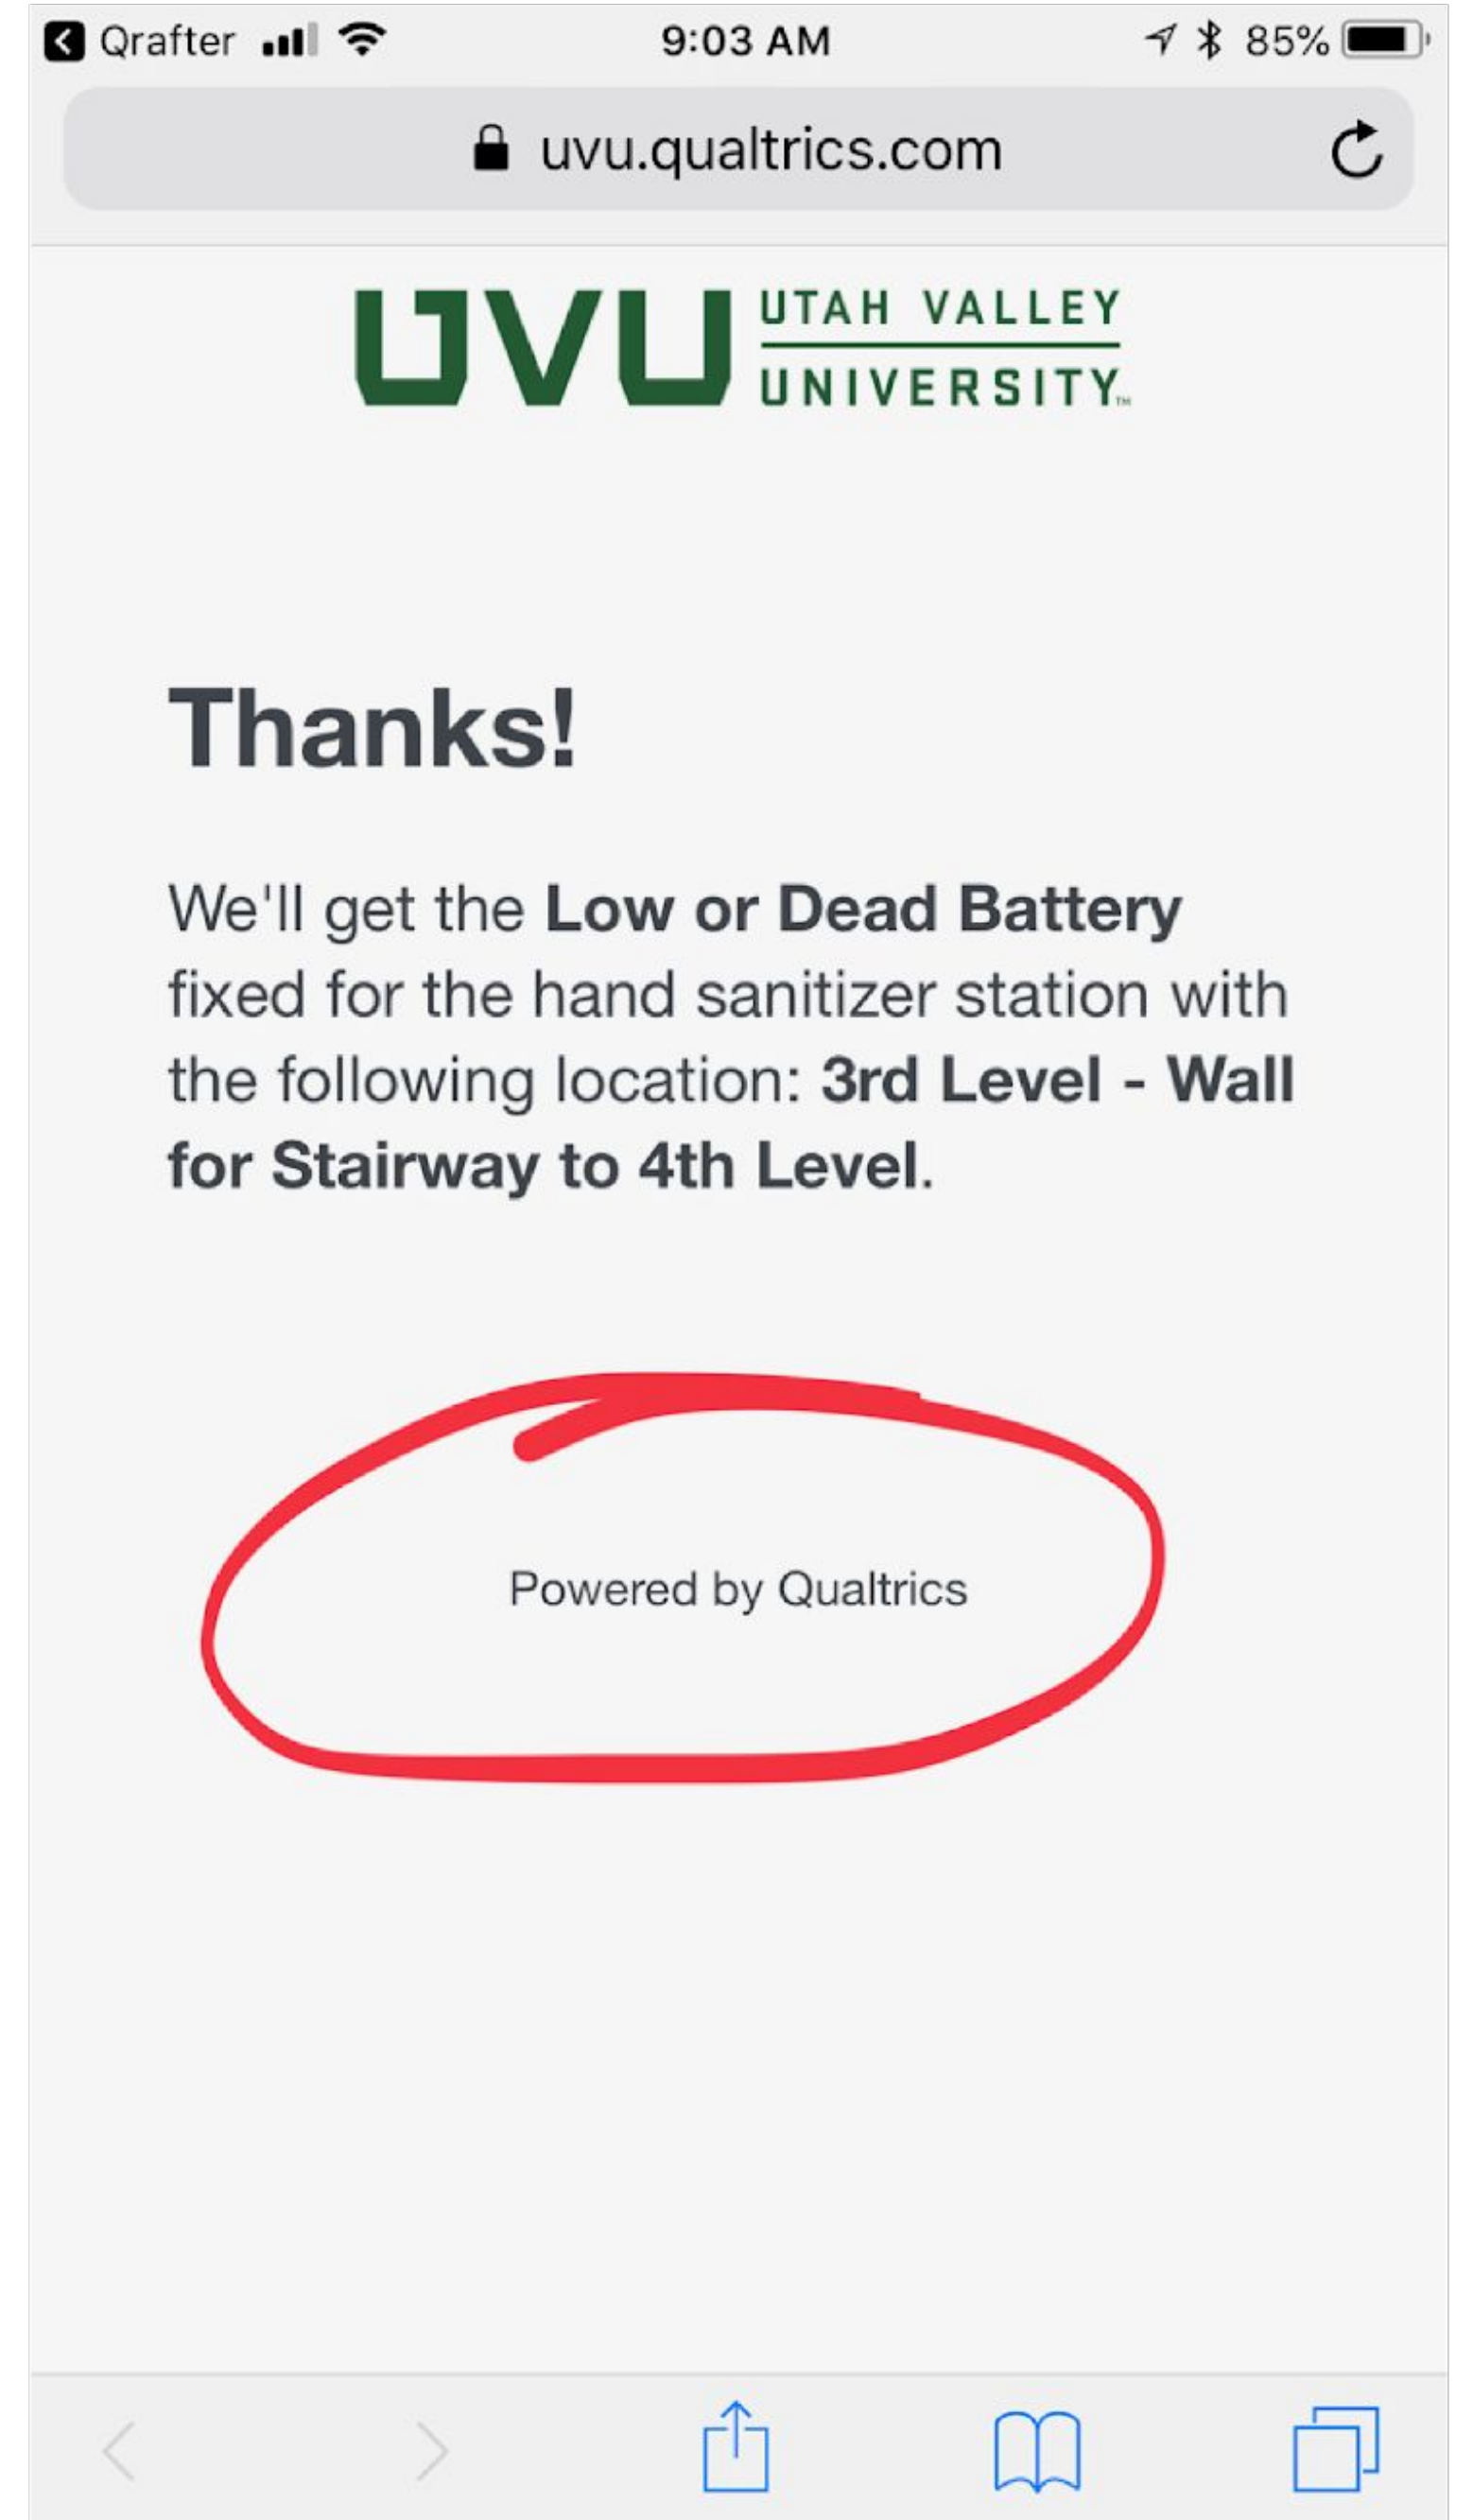 Qrafter 9:03 AM 85%
uvu.qualtrics.com
UVU UTAH VALLEY
UNIVERSITY™
Thanks!
We'll get the Low or Dead Battery
fixed for the hand sanitizer station with
the following location: 3rd Level - Wall
for Stairway to 4th Level.
Powered by Qualtrics